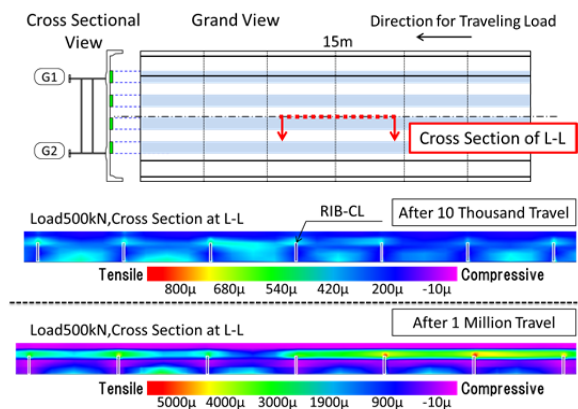 Cross Sectional View
Grand View
Direction for Traveling Load
15m
G1
G2
Cross Section of L-L
Load500kN,Cross Section at L-L
RIB-CL
After 10 Thousand Travel
Tensile
Compressive
800μ 680μ 540μ 420μ 200μ -10μ
Load500kN,Cross Section at L-L
After 1 Million Travel
Tensile
Compressive
5000μ 4000μ 3000μ 1900μ 900μ -10μ